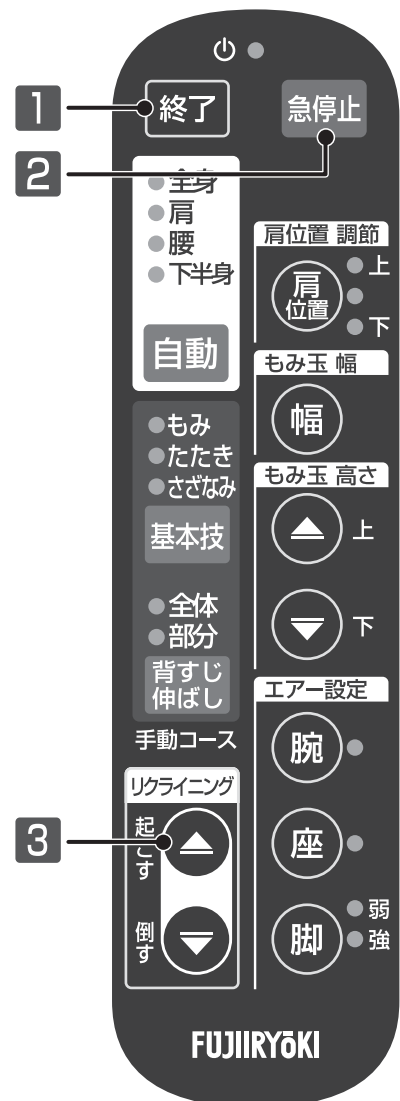 1
終了
急停止
2
全身
肩
腰
下半身
自動
肩位置 調節
肩
位置
上
下
もみ玉 幅
幅
もみ
たたき
さざなみ
基本技
もみ玉 高さ
上
下
全体
部分
背すじ
伸ばし
手動コース
エアー設定
腕
座
脚
弱
強
リクライニング
3
起こす
倒す
FUJIIRYōKI